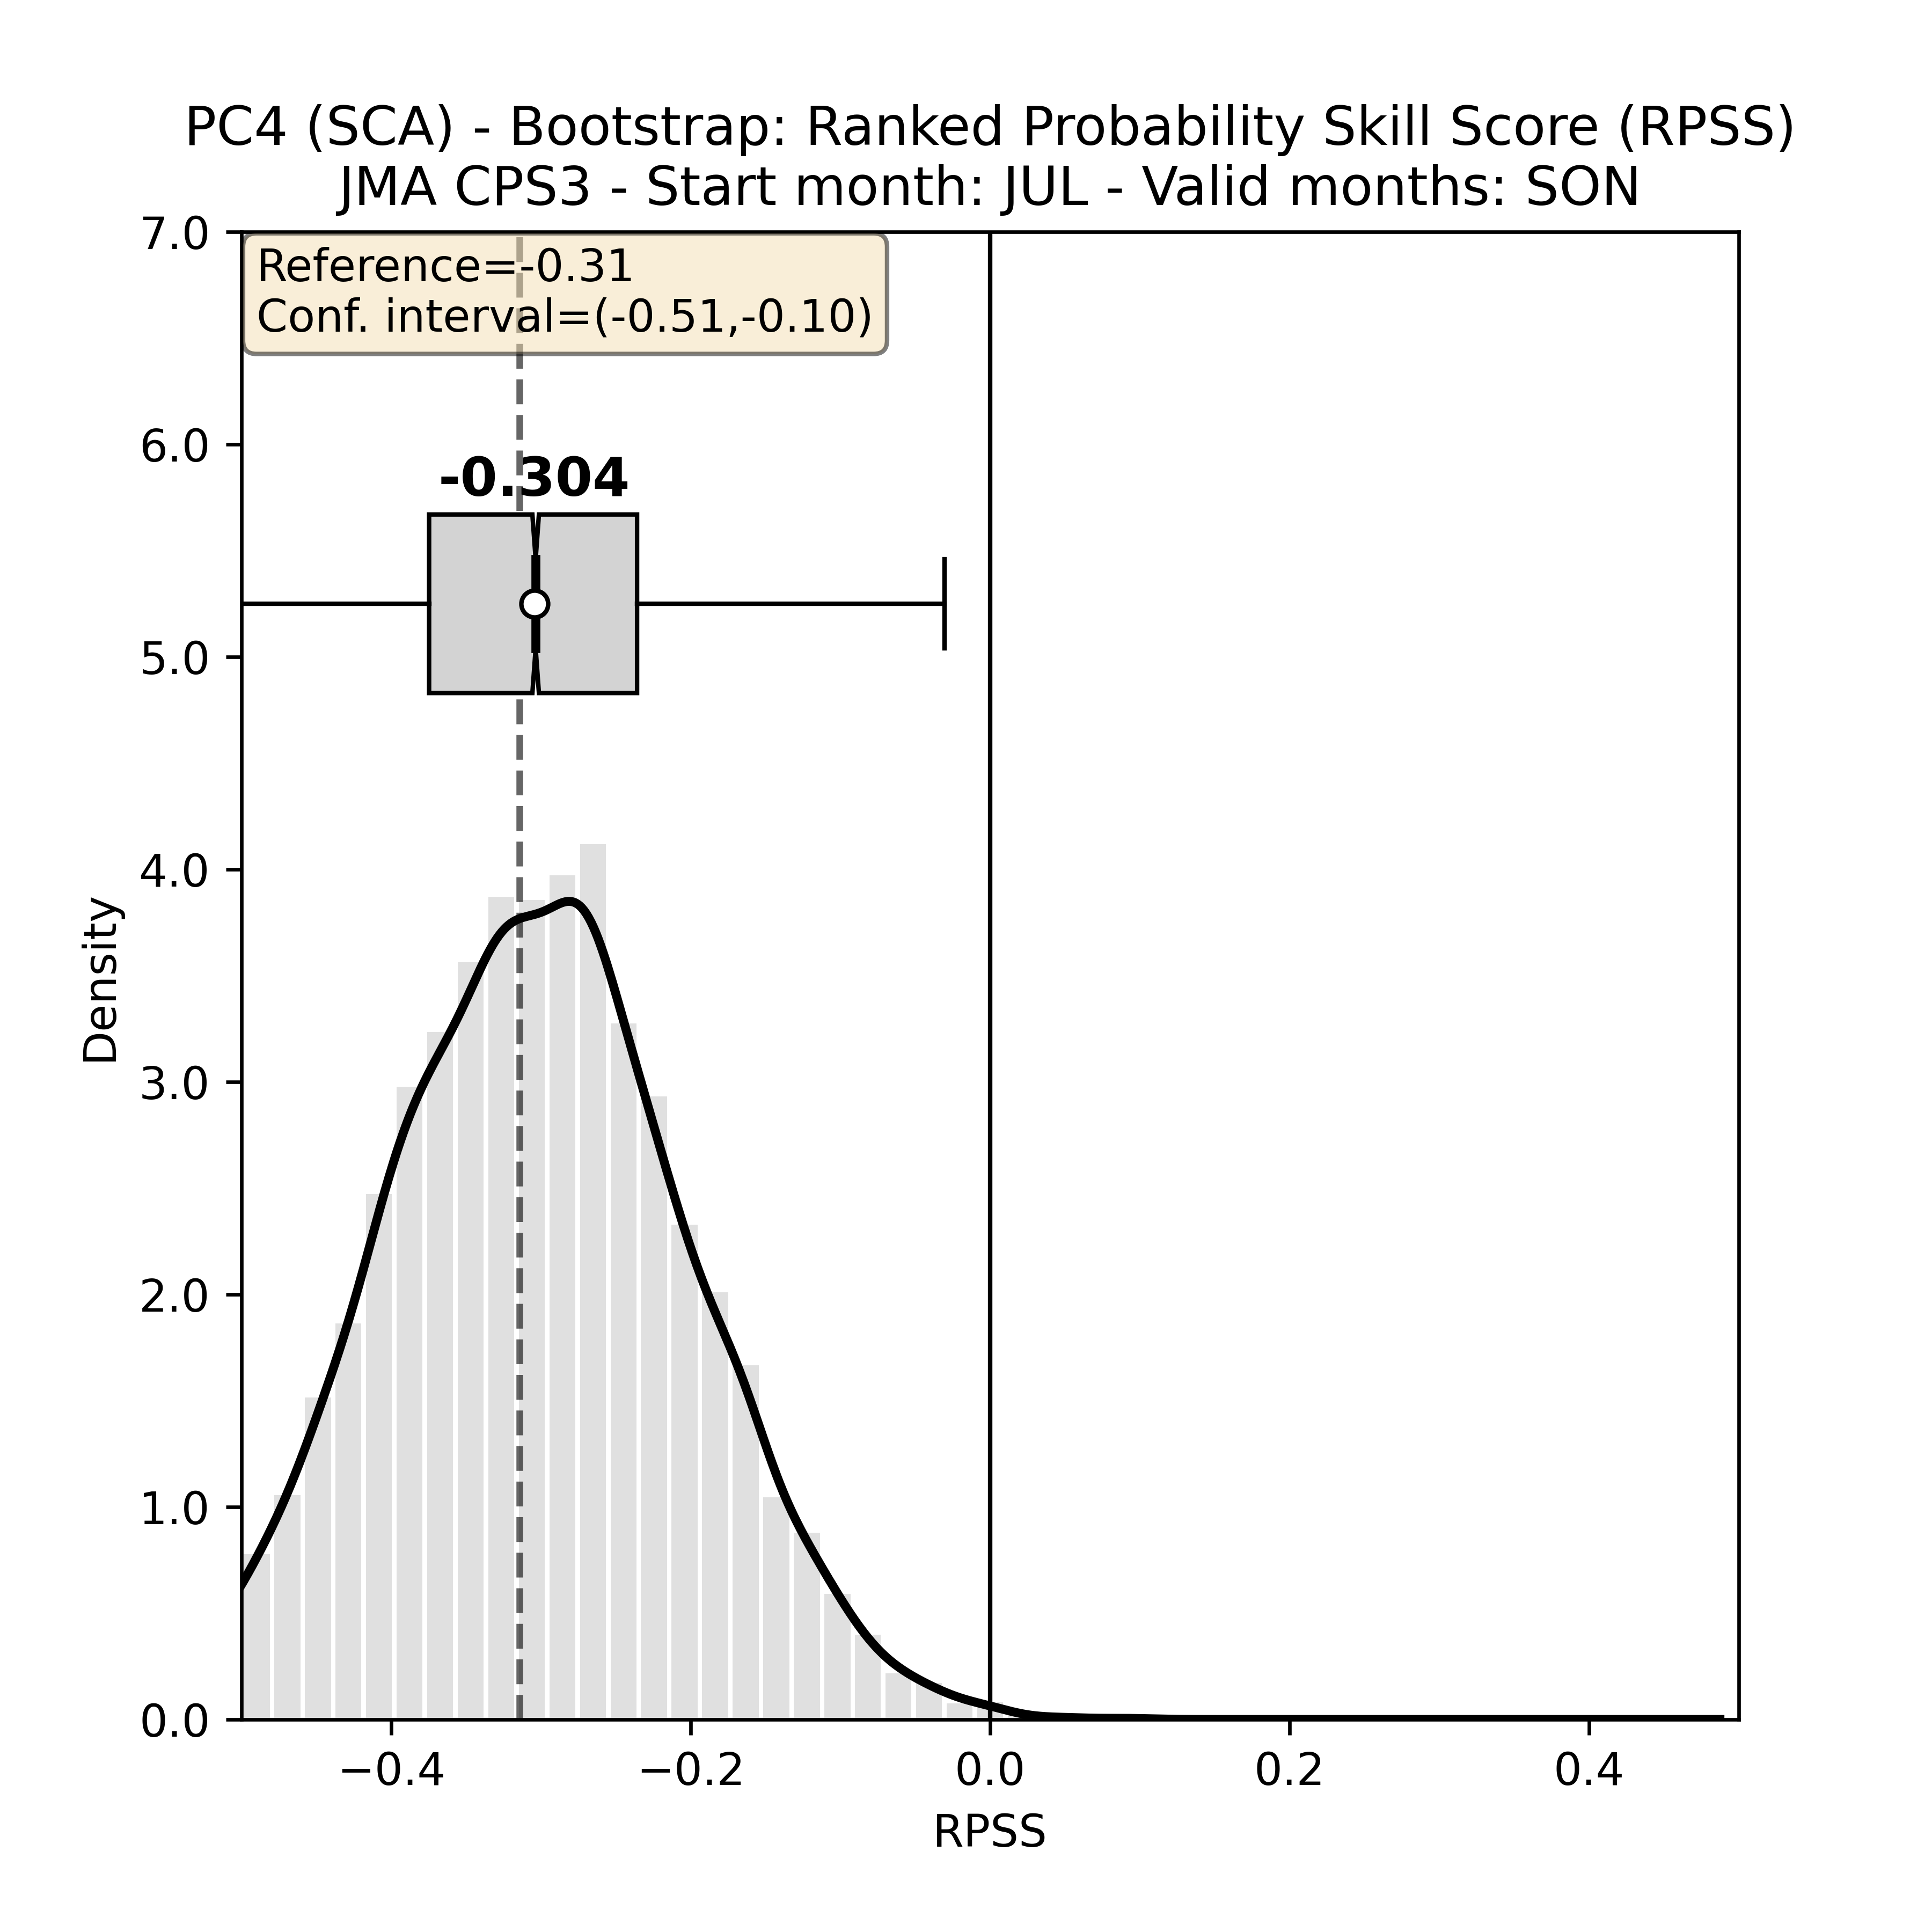 PC4 (SCA) - Bootstrap: Ranked Probability Skill Score (RPSS)
JMA CPS3 - Start month: JUL - Valid months: SON
7.0
Reference=-0.31
Conf. interval=(-0.51,-0.10)
6.0
-0.304
5.0
4.0
Density
3.0
2.0
1.0
0.0
−0.4 −0.2 0.0 0.2 0.4
RPSS